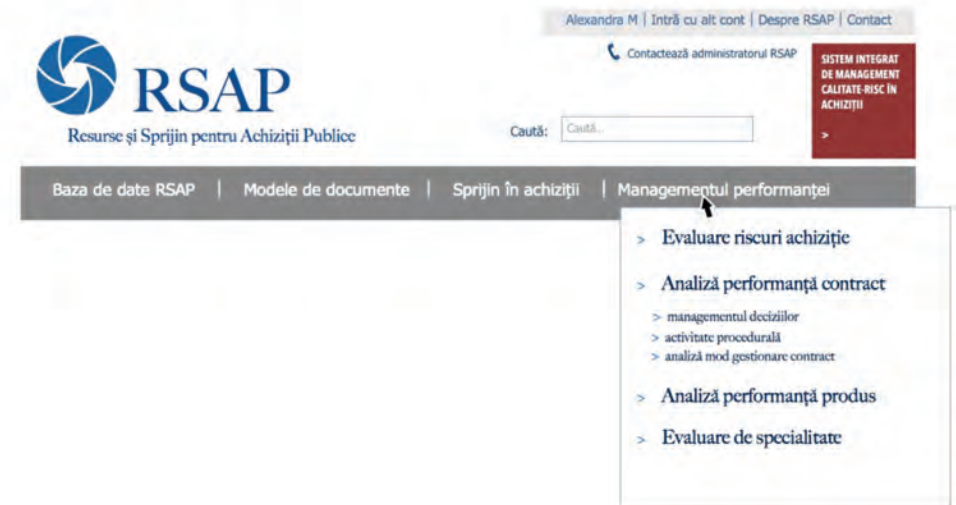 Alexandra M | Intră cu alt cont | Despre RSAP | Contact
Contactează administratorul RSAP
SISTEM INTEGRAT
DE MANAGEMENT
CALITATE-RISC ÎN
ACHIZIȚII
>
RSAP
Resurse și Sprijin pentru Achiziții Publice
Caută: Caută..
Baza de date RSAP | Modele de documente | Sprijin în achiziții | Managementul performanței
> Evaluare riscuri achiziție
> Analiză performanță contract
> managementul deciziilor
> activitate procedurală
> analiză mod gestionare contract
> Analiză performanță produs
> Evaluare de specialitate